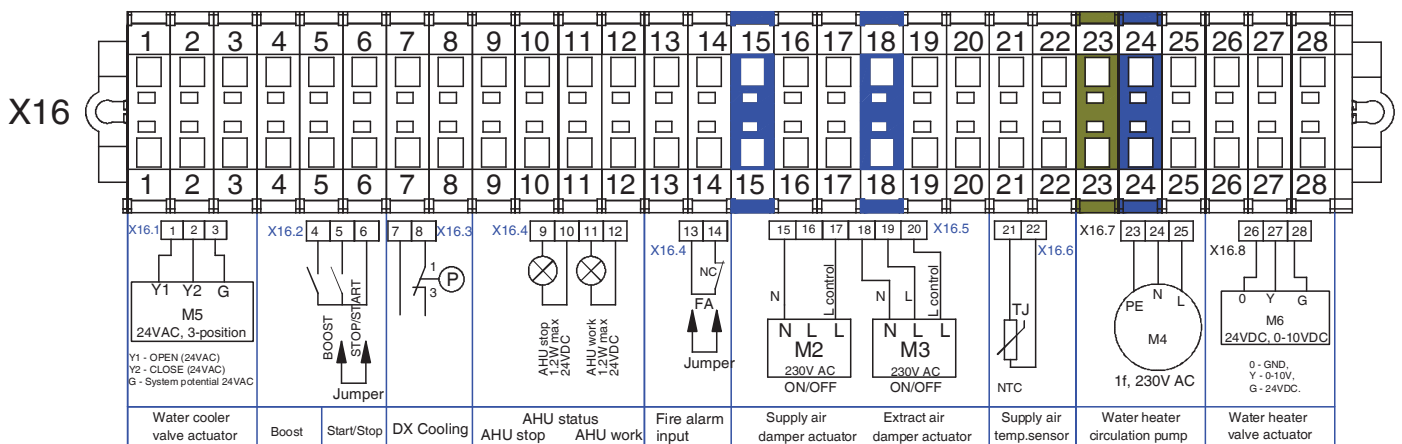 1 2 3 4 5 6 7 8 9 10 11 12 13 14 15 16 17 18 19 20 21 22 23 24 25 26 27 28
X16
1 2 3 4 5 6 7 8 9 10 11 12 13 14 15 16 17 18 19 20 21 22 23 24 25 26 27 28
X16.1 1 2 3
Y1 Y2 G
M5
24VAC, 3-position
Y1 - OPEN (24VAC)
Y2 - CLOSE (24VAC)
G - System potential 24VAC
Water cooler
valve actuator
X16.2 4 5 6
BOOST
STOP/START
Jumper
Boost
Start/Stop
7 8 X16.3
1
3
P
DX Cooling
X16.4 9 10 11 12
AHU stop
1.2W max
24VDC
AHU work
1.2W max
24VDC
AHU status
AHU stop AHU work
13 14
X16.4
NC
FA
Jumper
Fire alarm
input
15 16 17 18 19 20 X16.5
N
L control
N
L
L control
N L L
M2
230V AC
ON/OFF
N L L
M3
230V AC
ON/OFF
Supply air
damper actuator
Extract air
damper actuator
21 22
X16.6
TJ
NTC
Supply air
temp.sensor
X16.7
23 24 25
PE N L
M4
1f, 230V AC
Water heater
circulation pump
26 27 28
X16.8
0 Y G
M6
24VDC, 0-10VDC
0 - GND,
Y - 0-10V,
G - 24VDC.
Water heater
valve actuator